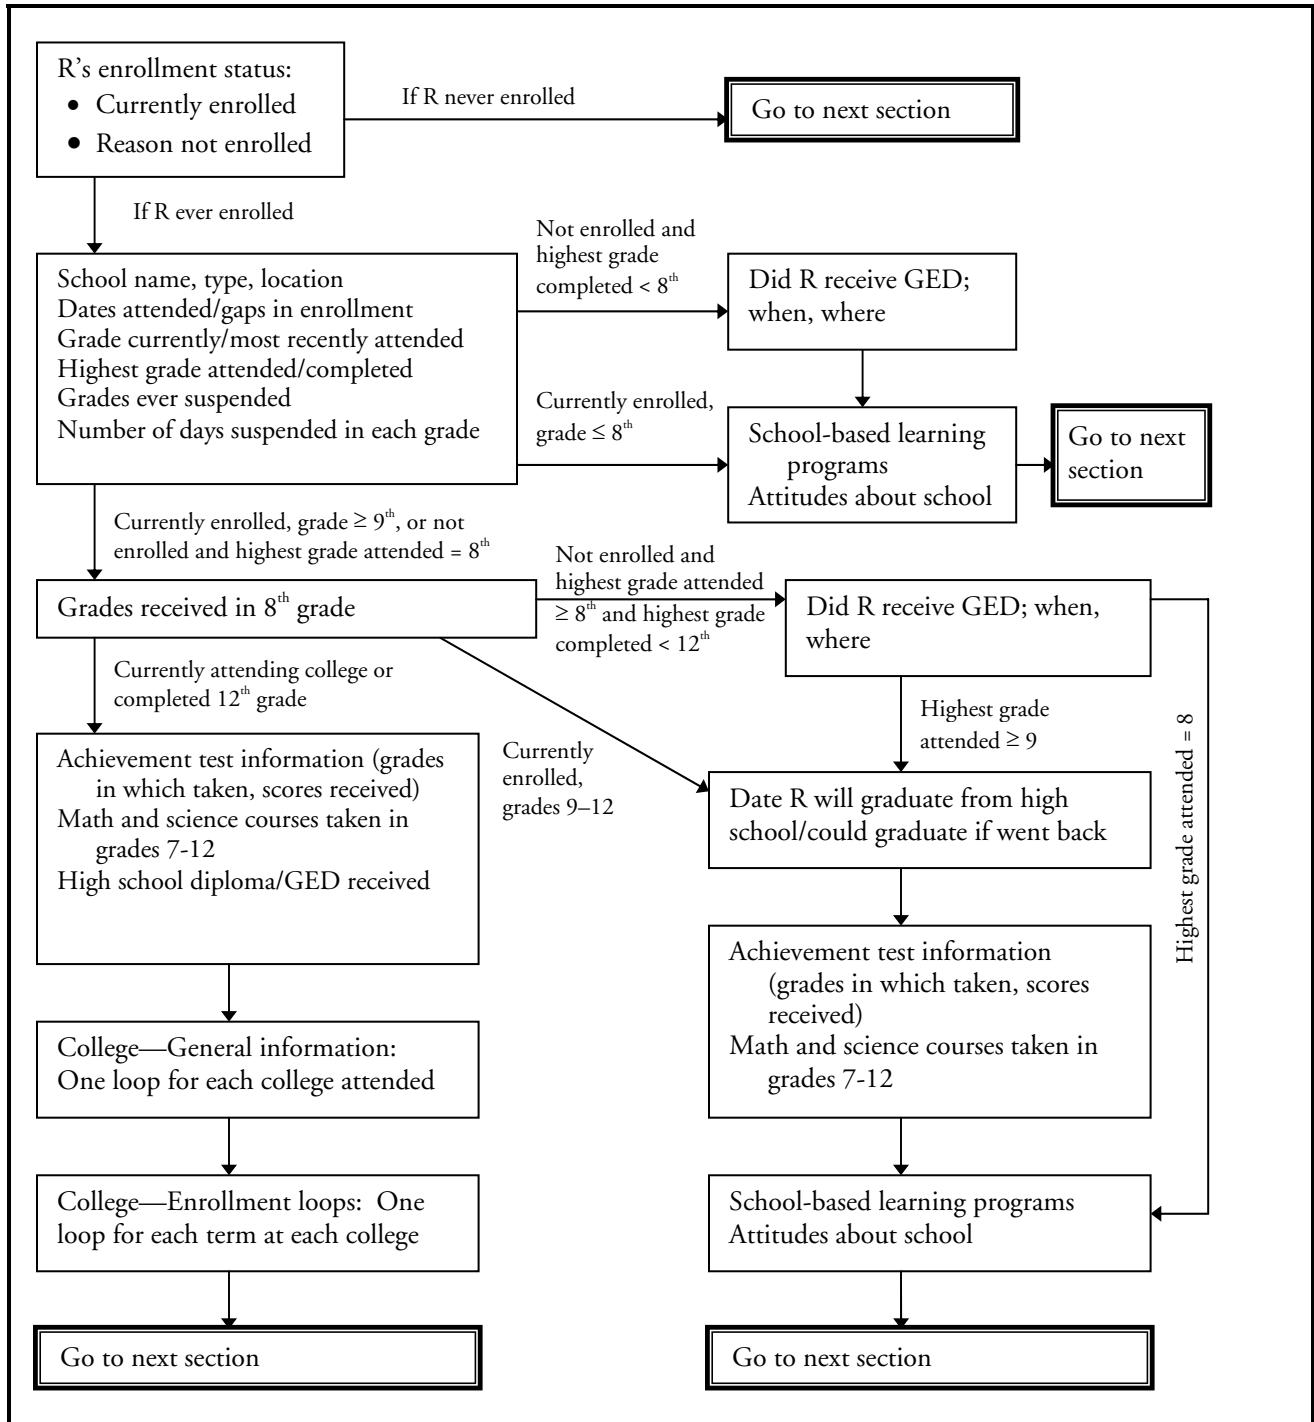 R’s enrollment status:
• Currently enrolled
• Reason not enrolled
If R never enrolled
Go to next section
If R ever enrolled
School name, type, location
Dates attended/gaps in enrollment
Grade currently/most recently attended
Highest grade attended/completed
Grades ever suspended
Number of days suspended in each grade
Not enrolled and
highest grade
completed < 8th
Did R receive GED;
when, where
Currently enrolled,
grade ≤ 8th
School-based learning
programs
Attitudes about school
Go to next
section
Currently enrolled, grade ≥ 9th, or not
enrolled and highest grade attended = 8th
Grades received in 8th grade
Not enrolled and
highest grade attended
≥ 8th and highest grade
completed < 12th
Did R receive GED; when,
where
Currently attending college or
completed 12th grade
Currently
enrolled,
grades 9–12
Highest grade
attended ≥ 9
Highest grade attended = 8
Achievement test information (grades
in which taken, scores received)
Math and science courses taken in
grades 7-12
High school diploma/GED received
Date R will graduate from high
school/could graduate if went back
Achievement test information
(grades in which taken, scores
received)
Math and science courses taken in
grades 7-12
College—General information:
One loop for each college attended
College—Enrollment loops: One
loop for each term at each college
School-based learning programs
Attitudes about school
Go to next section
Go to next section